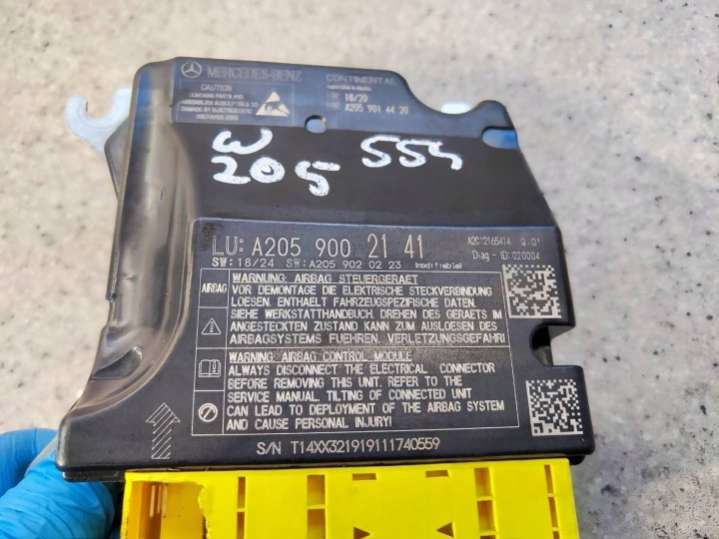 MERCEDES-BENZ
CONTINENTAL
CAUTION
18/20
A205 901 44 20
W
205
554
LU: A205 900 21 41
SW: 18/24 SW: A205 902 02 23
A2C12165414
Diag - ID: 020004
WARNUNG: AIRBAG STEUERGERAET
AIRBAG
VOR DEMONTAGE DIE ELEKTRISCHE STECKVERBINDUNG
LOESEN. ENTHAELT FAHRZEUGSPEZIFISCHE DATEN.
SIEHE WERKSTATTHANDBUCH. DREHEN DES GERAETS IM
ANGESTECKTEN ZUSTAND KANN ZUM AUSLOESEN DES
AIRBAGSYSTEMS FUEHREN. VERLETZUNGSGEFAHR!
WARNING: AIRBAG CONTROL MODULE
ALWAYS DISCONNECT THE ELECTRICAL CONNECTOR
BEFORE REMOVING THIS UNIT. REFER TO THE
SERVICE MANUAL. TILTING OF CONNECTED UNIT
CAN LEAD TO DEPLOYMENT OF THE AIRBAG SYSTEM
AND CAUSE PERSONAL INJURY!
S/N T14XX321919111740559